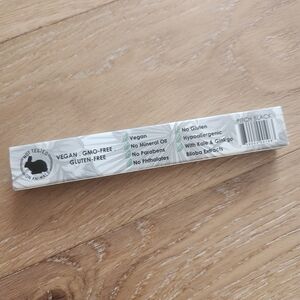 NOT TESTED
ON ANIMALS
VEGAN . GMO-FREE .
GLUTEN-FREE
Vegan
No Mineral Oil
No Parabens
No Phthalates
No Gluten
Hypoallergenic
With Kale & Ginkgo
Biloba Extracts
PITCH BLACK